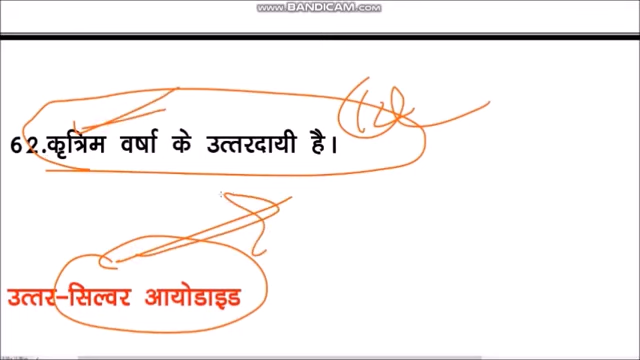 www.BANDICAM.com
62.कृत्रिम वर्षा के उत्तरदायी है।
उत्तर-सिल्वर आयोडाइड